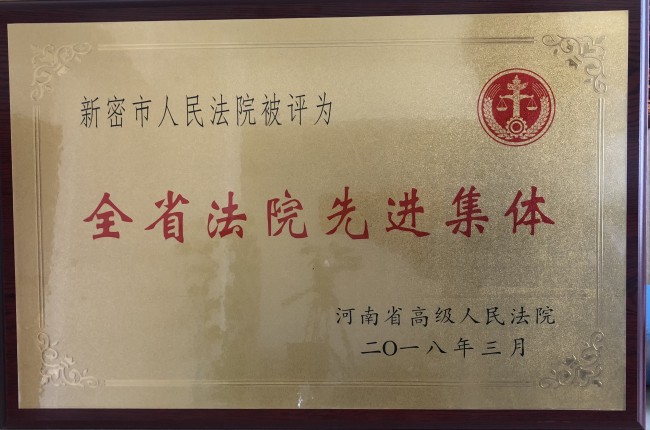 新密市人民法院被评为
全省法院先进集体
河南省高级人民法院
二〇一八年三月